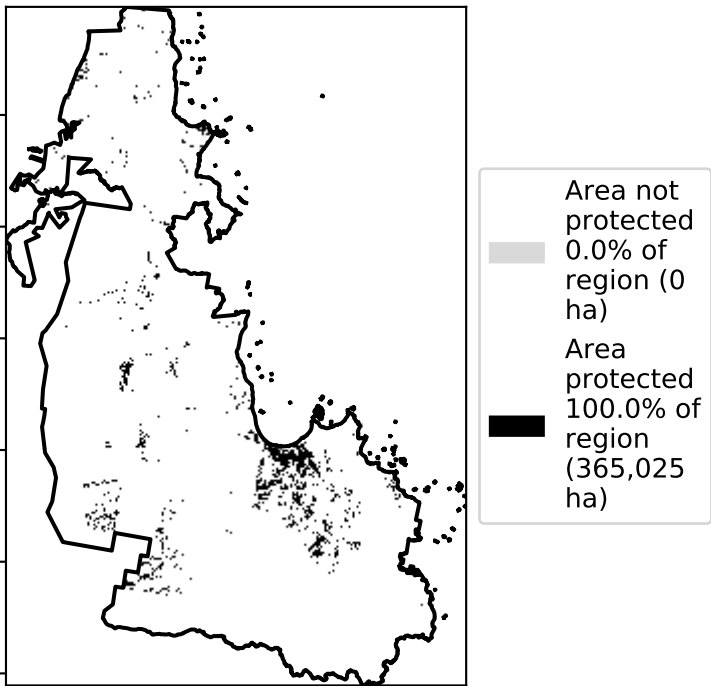 Area not
protected
0.0% of
region (0
ha)
Area
protected
100.0% of
region
(365,025
ha)